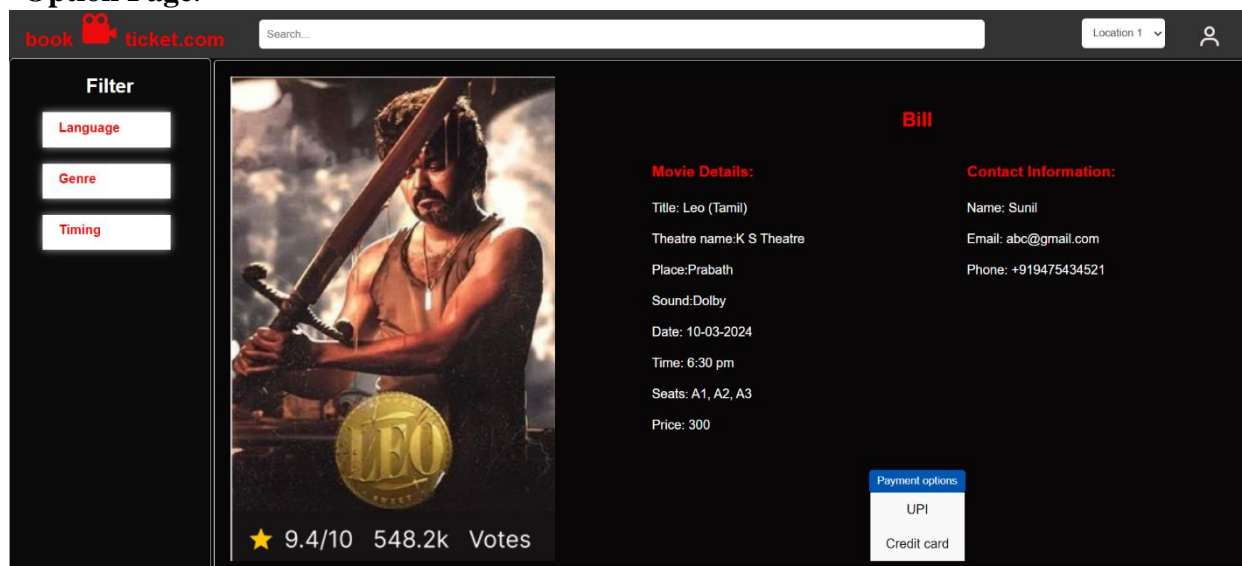 Option Page.
book ticket.com
Search...
Location 1
Filter
Language
Genre
Timing
LEO
SWEET
9.4/10 548.2k Votes
Bill
Movie Details:
Title: Leo (Tamil)
Theatre name:K S Theatre
Place:Prabath
Sound:Dolby
Date: 10-03-2024
Time: 6:30 pm
Seats: A1, A2, A3
Price: 300
Contact Information:
Name: Sunil
Email: abc@gmail.com
Phone: +919475434521
Payment options
UPI
Credit card